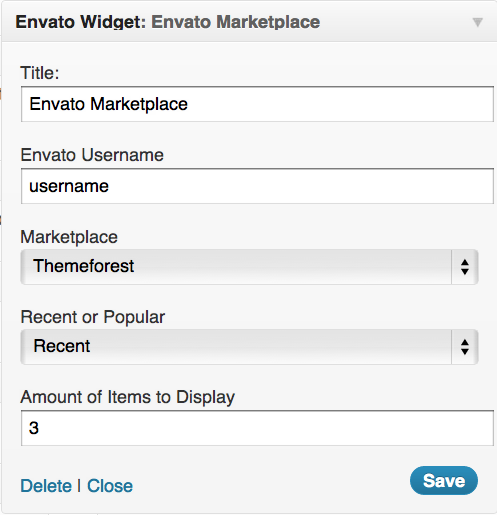 Envato Widget: Envato Marketplace
Title:
Envato Marketplace
Envato Username
username
Marketplace
Themeforest
Recent or Popular
Recent
Amount of Items to Display
3
Delete | Close Save